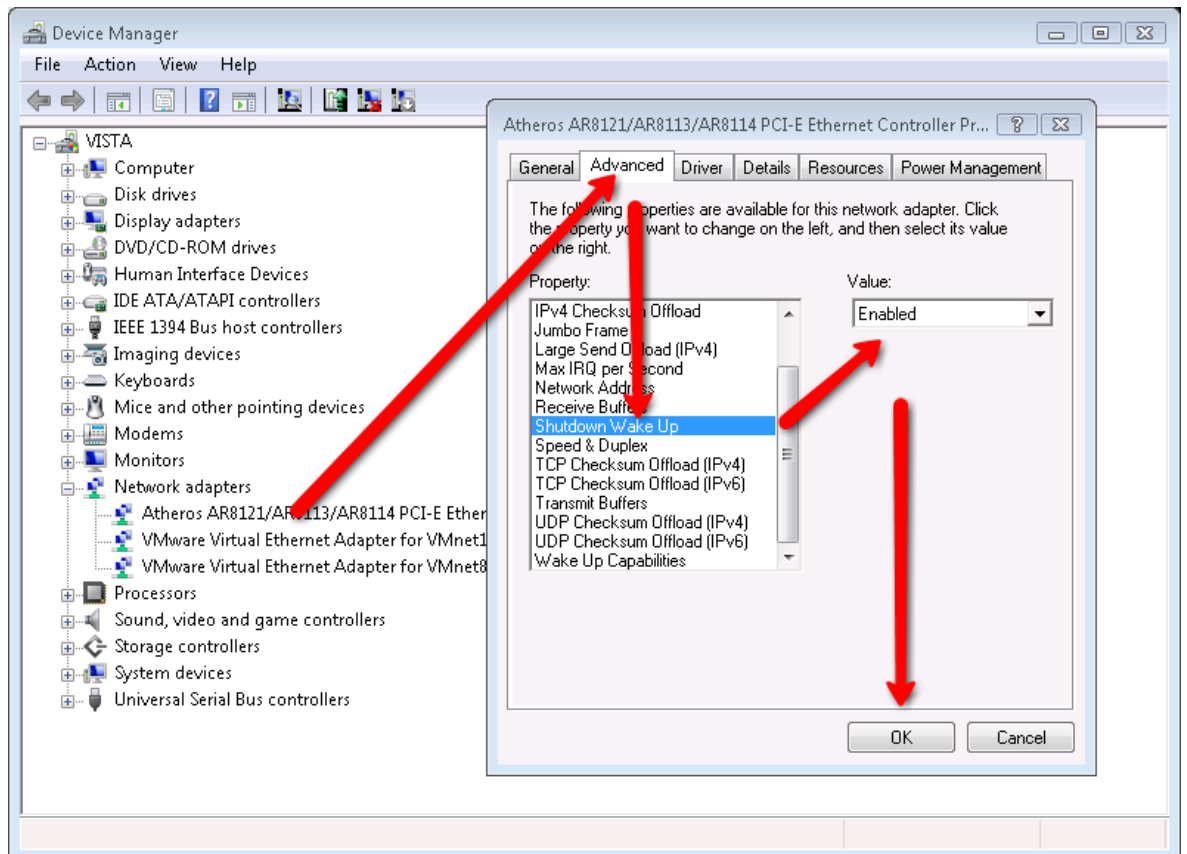 Device Manager
File Action View Help
VISTA
Computer
Disk drives
Display adapters
DVD/CD-ROM drives
Human Interface Devices
IDE ATA/ATAPI controllers
IEEE 1394 Bus host controllers
Imaging devices
Keyboards
Mice and other pointing devices
Modems
Monitors
Network adapters
Atheros AR8121/AR8113/AR8114 PCI-E Ether
VMware Virtual Ethernet Adapter for VMnet1
VMware Virtual Ethernet Adapter for VMnet8
Processors
Sound, video and game controllers
Storage controllers
System devices
Universal Serial Bus controllers
Atheros AR8121/AR8113/AR8114 PCI-E Ethernet Controller Pr...
General Advanced Driver Details Resources Power Management
The following properties are available for this network adapter. Click
the property you want to change on the left, and then select its value
on the right.
Property:
IPv4 Checksum Offload
Jumbo Frame
Large Send Offload (IPv4)
Max IRQ per Second
Network Address
Receive Buffers
Shutdown Wake Up
Speed & Duplex
TCP Checksum Offload (IPv4)
TCP Checksum Offload (IPv6)
Transmit Buffers
UDP Checksum Offload (IPv4)
UDP Checksum Offload (IPv6)
Wake Up Capabilities
Value:
Enabled
OK Cancel